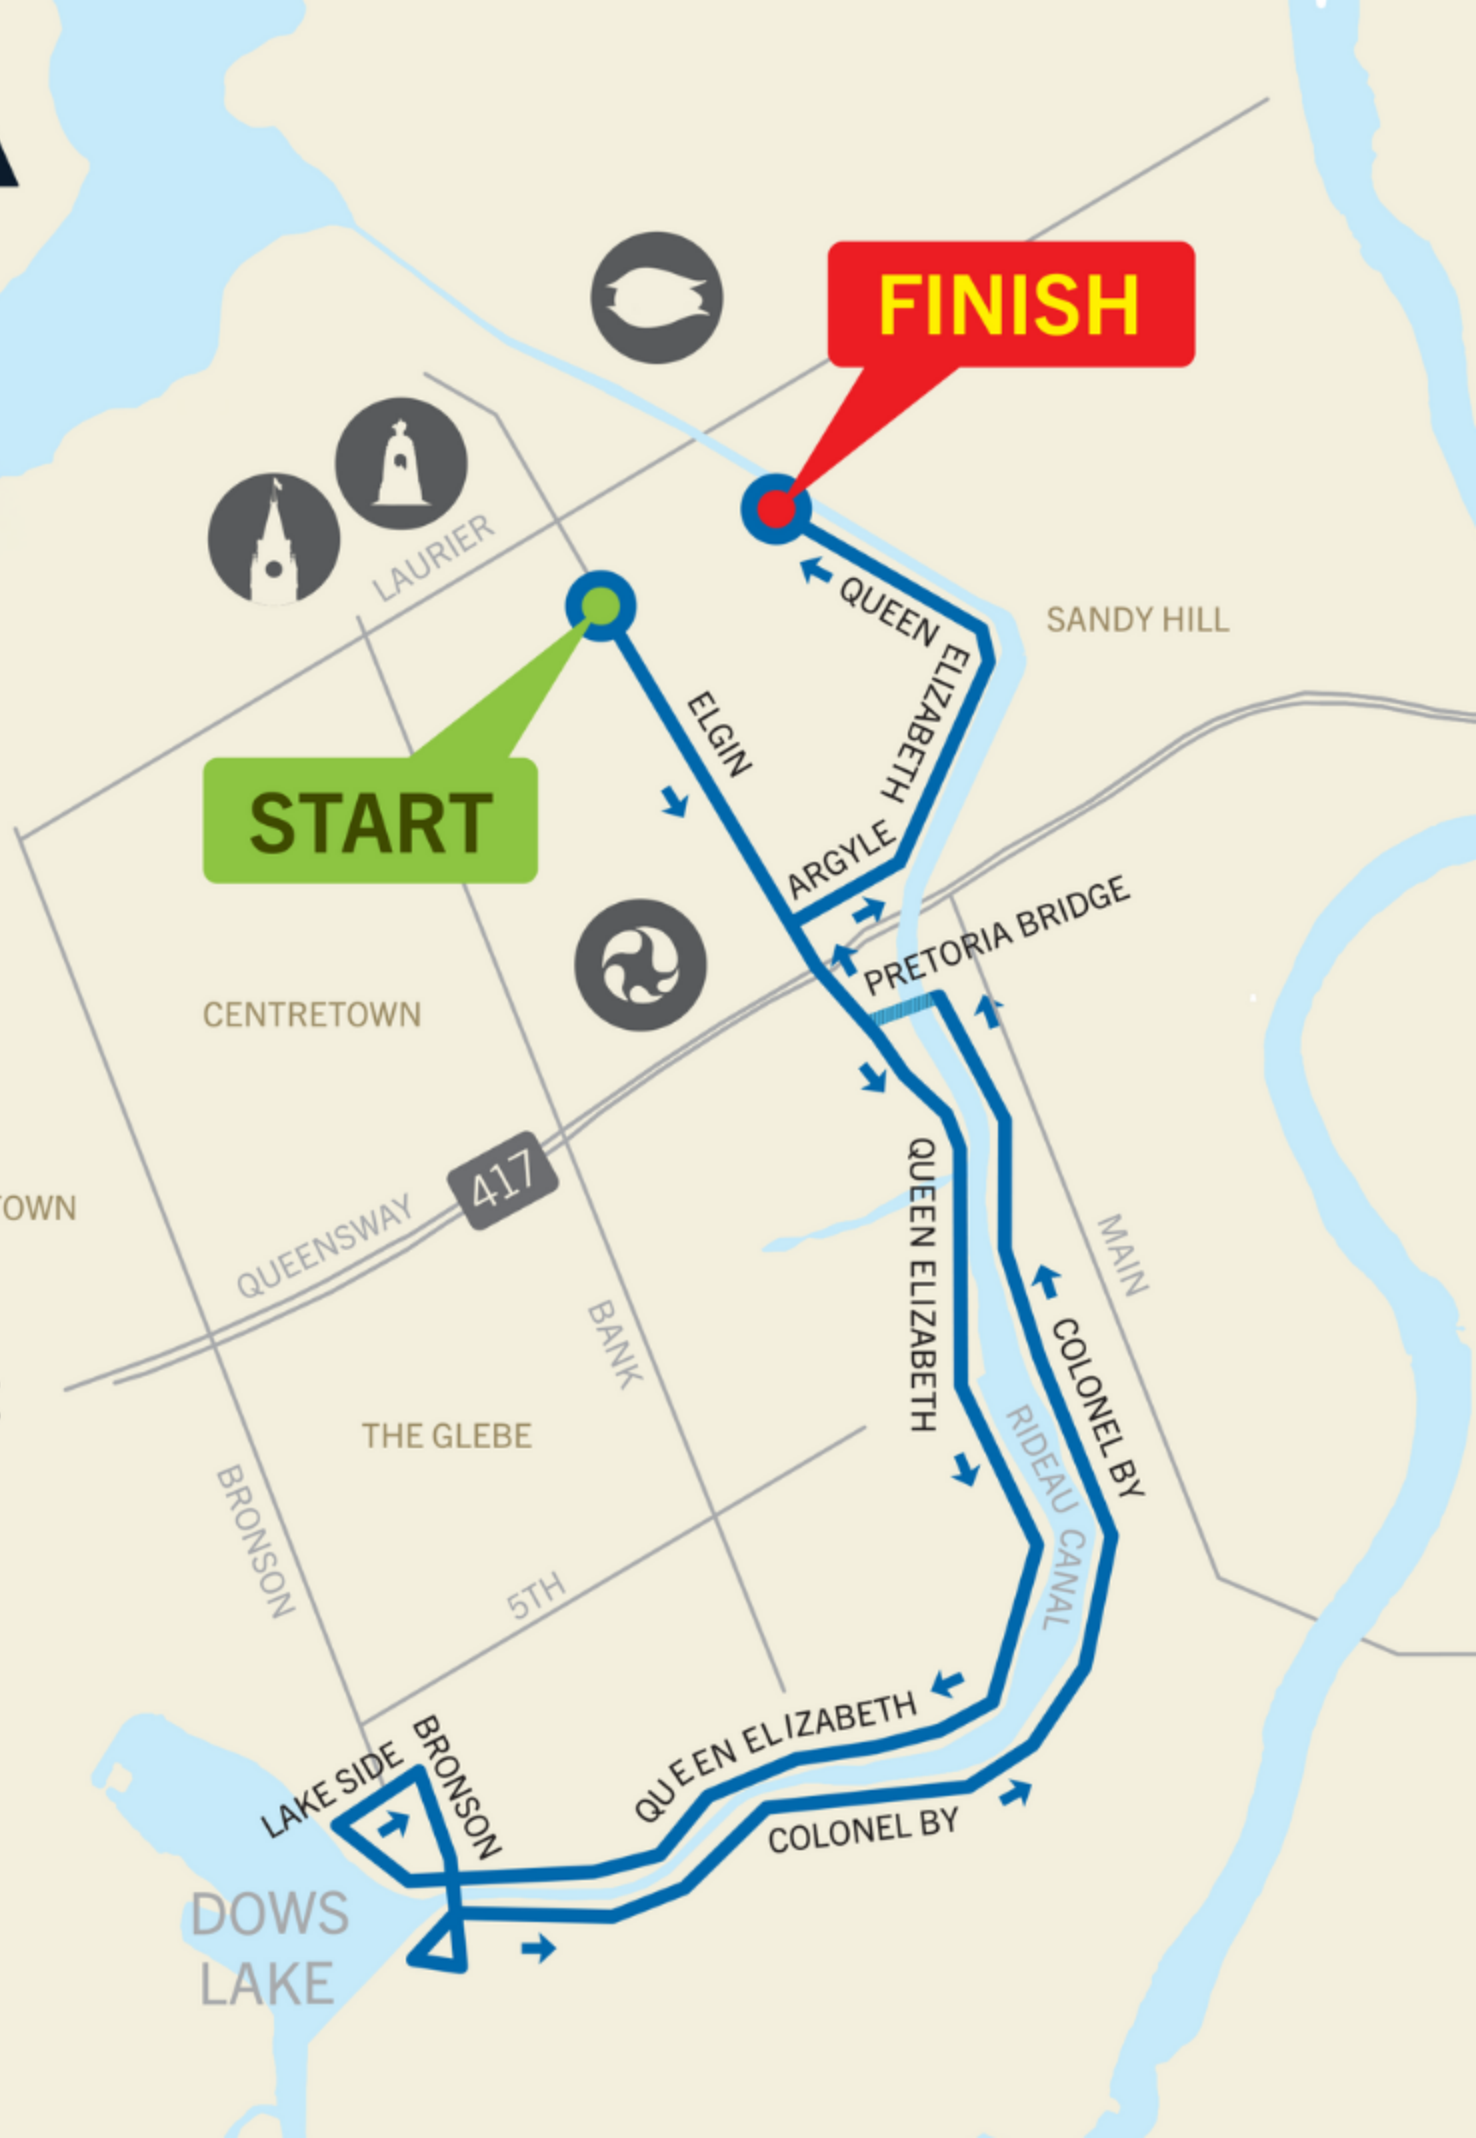 FINISH
LAURIER
QUEEN
ELIZABETH
SANDY HILL
ELGIN
START
ARGYLE
PRETORIA BRIDGE
CENTRETOWN
417
QUEENSWAY
QUEEN ELIZABETH
MAIN
BANK
COLONEL BY
RIDEAU CANAL
THE GLEBE
BRONSON
5TH
QUEEN ELIZABETH
LAKE SIDE
BRONSON
COLONEL BY
DOWS
LAKE